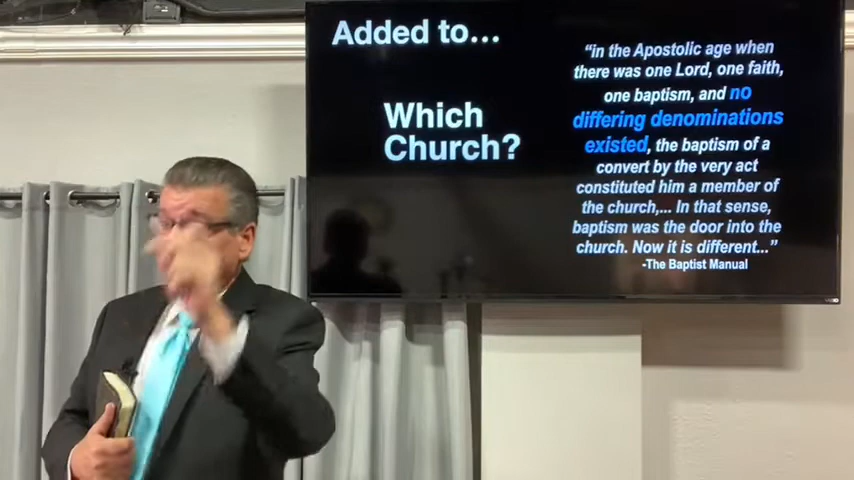 Added to...
Which
Church?
“in the Apostolic age when
there was one Lord, one faith,
one baptism, and no
differing denominations
existed, the baptism of a
convert by the very act
constituted him a member of
the church,... In that sense,
baptism was the door into the
church. Now it is different...”
-The Baptist Manual